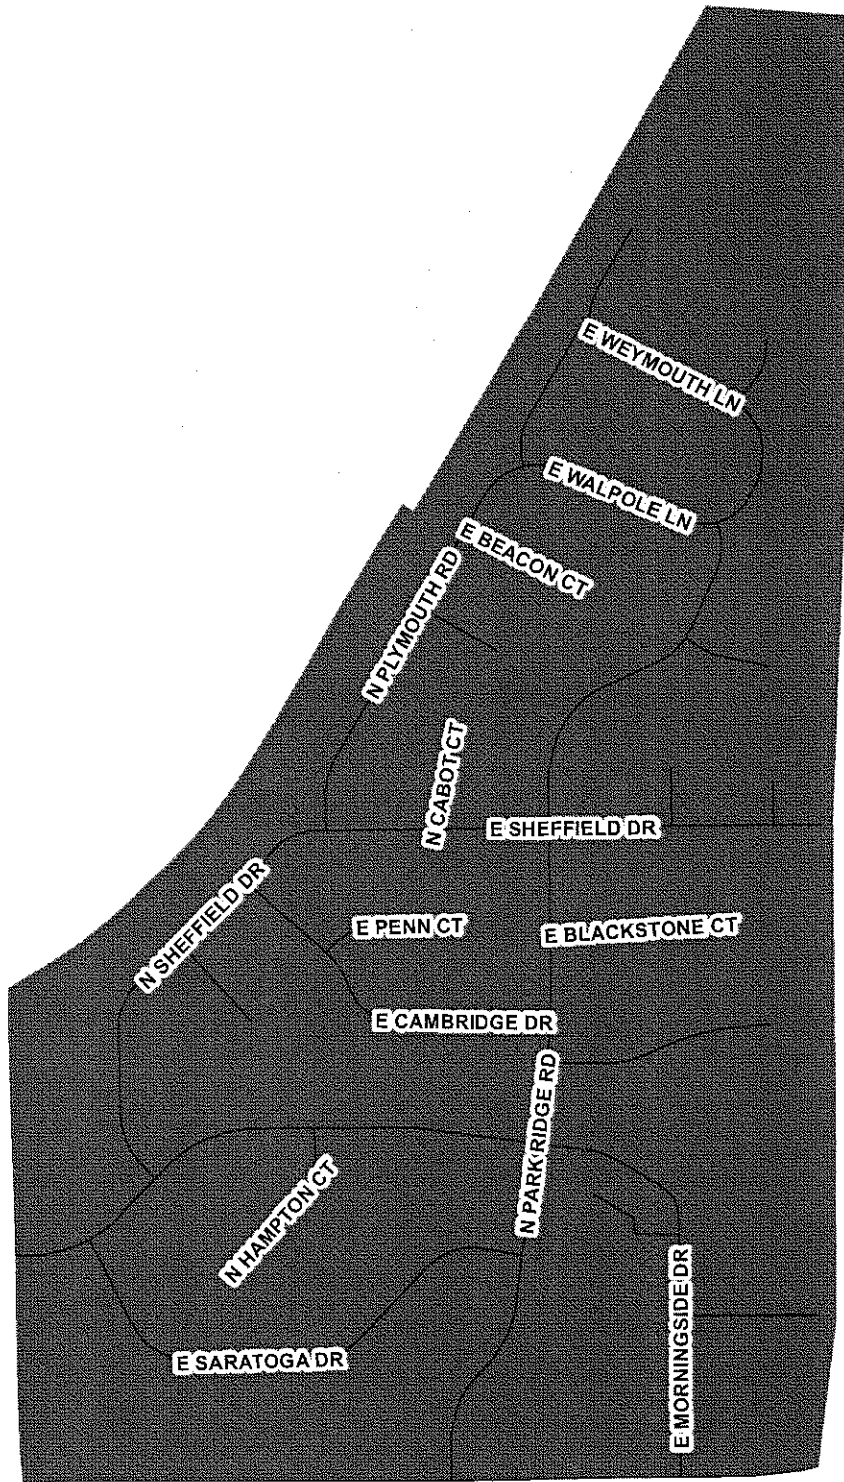 E WEYMOUTH LN
E WALPOLE LN
E BEACON CT
N PLYMOUTH RD
N CABOT CT
E SHEFFIELD DR
N SHEFFIELD DR
E PENN CT
E BLACKSTONE CT
E CAMBRIDGE DR
N PARK RIDGE RD
N HAMPTON CT
E MORNINGSIDE DR
E SARATOGA DR